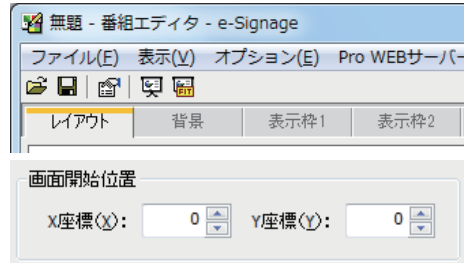 無題 - 番組エディタ - e-Signage
ファイル(F) 表示(V) オプション(E) Pro WEBサーバー
FIT
レイアウト 背景 表示枠1 表示枠2
画面開始位置
X座標(X): 0 Y座標(Y): 0